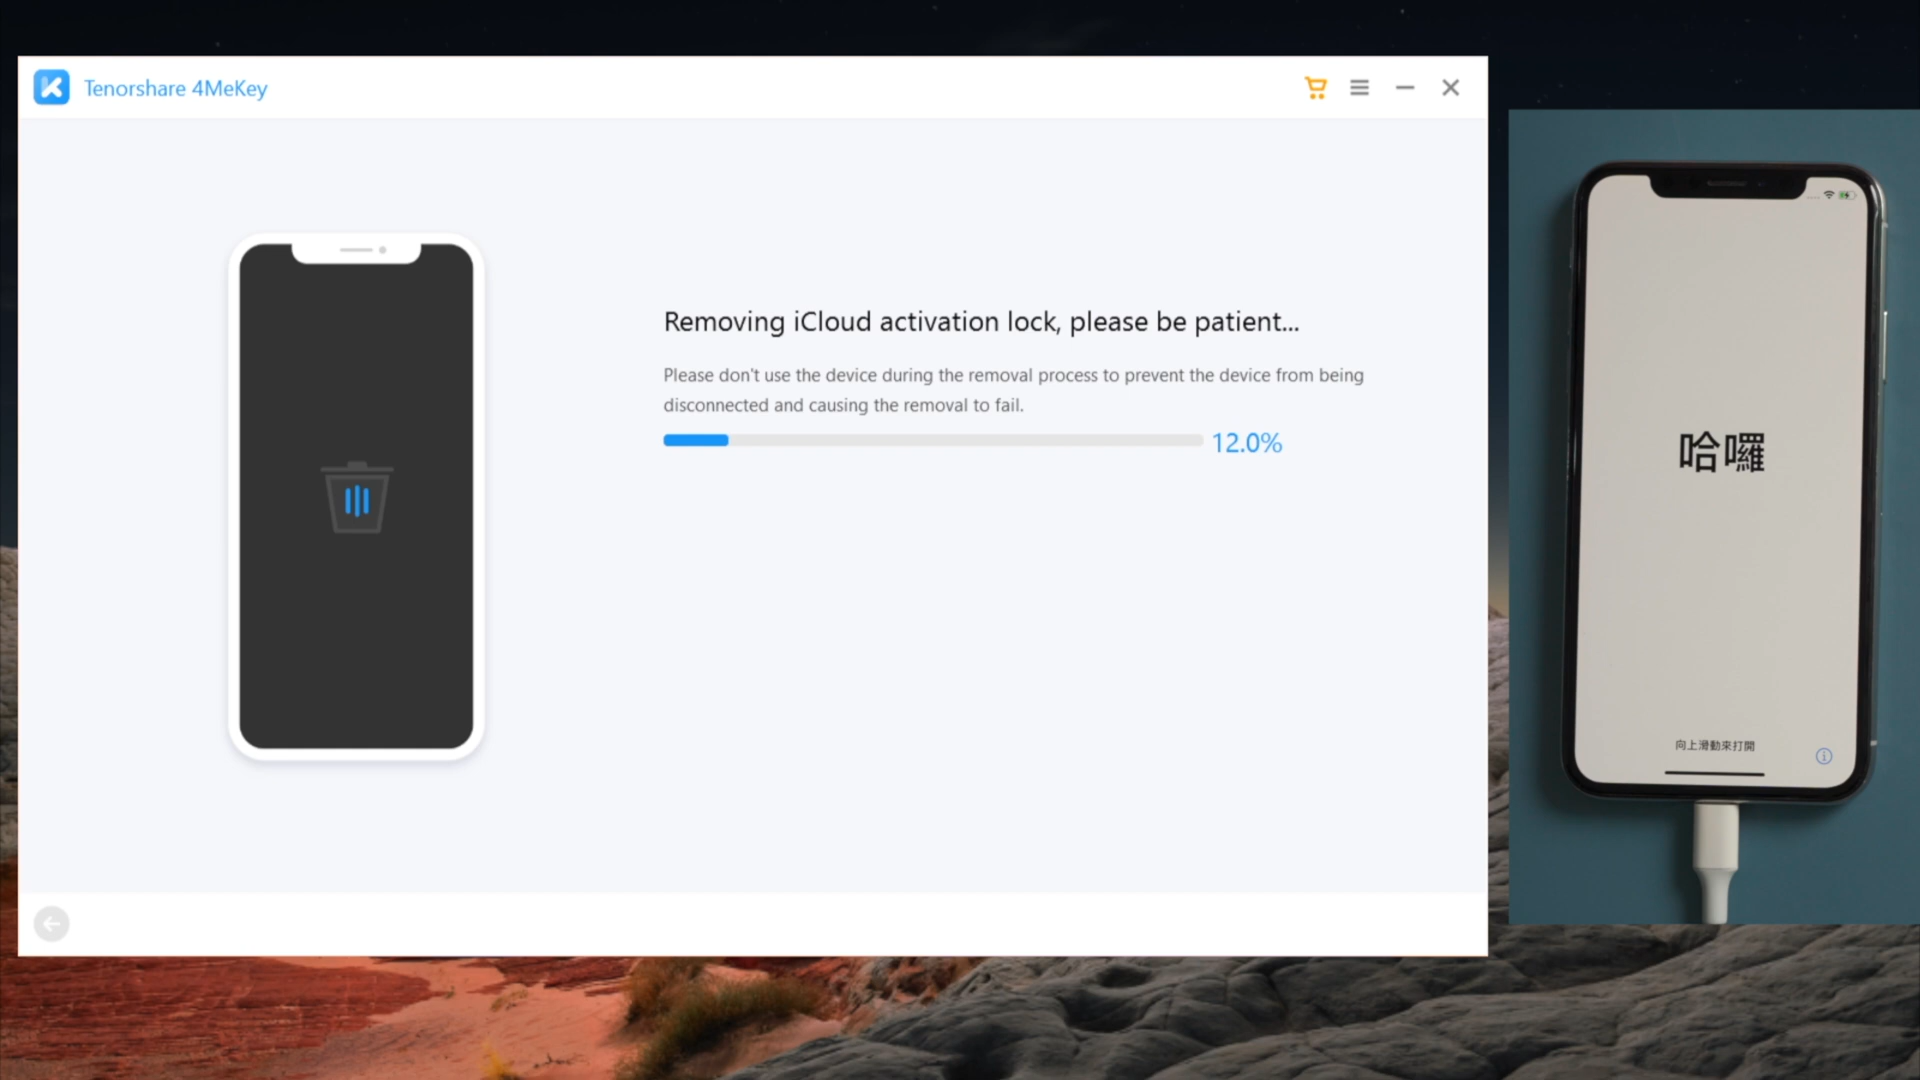 Tenorshare 4MeKey
Removing iCloud activation lock, please be patient...
Please don't use the device during the removal process to prevent the device from being
disconnected and causing the removal to fail.
12.0%
哈囉
向上滑動來打開